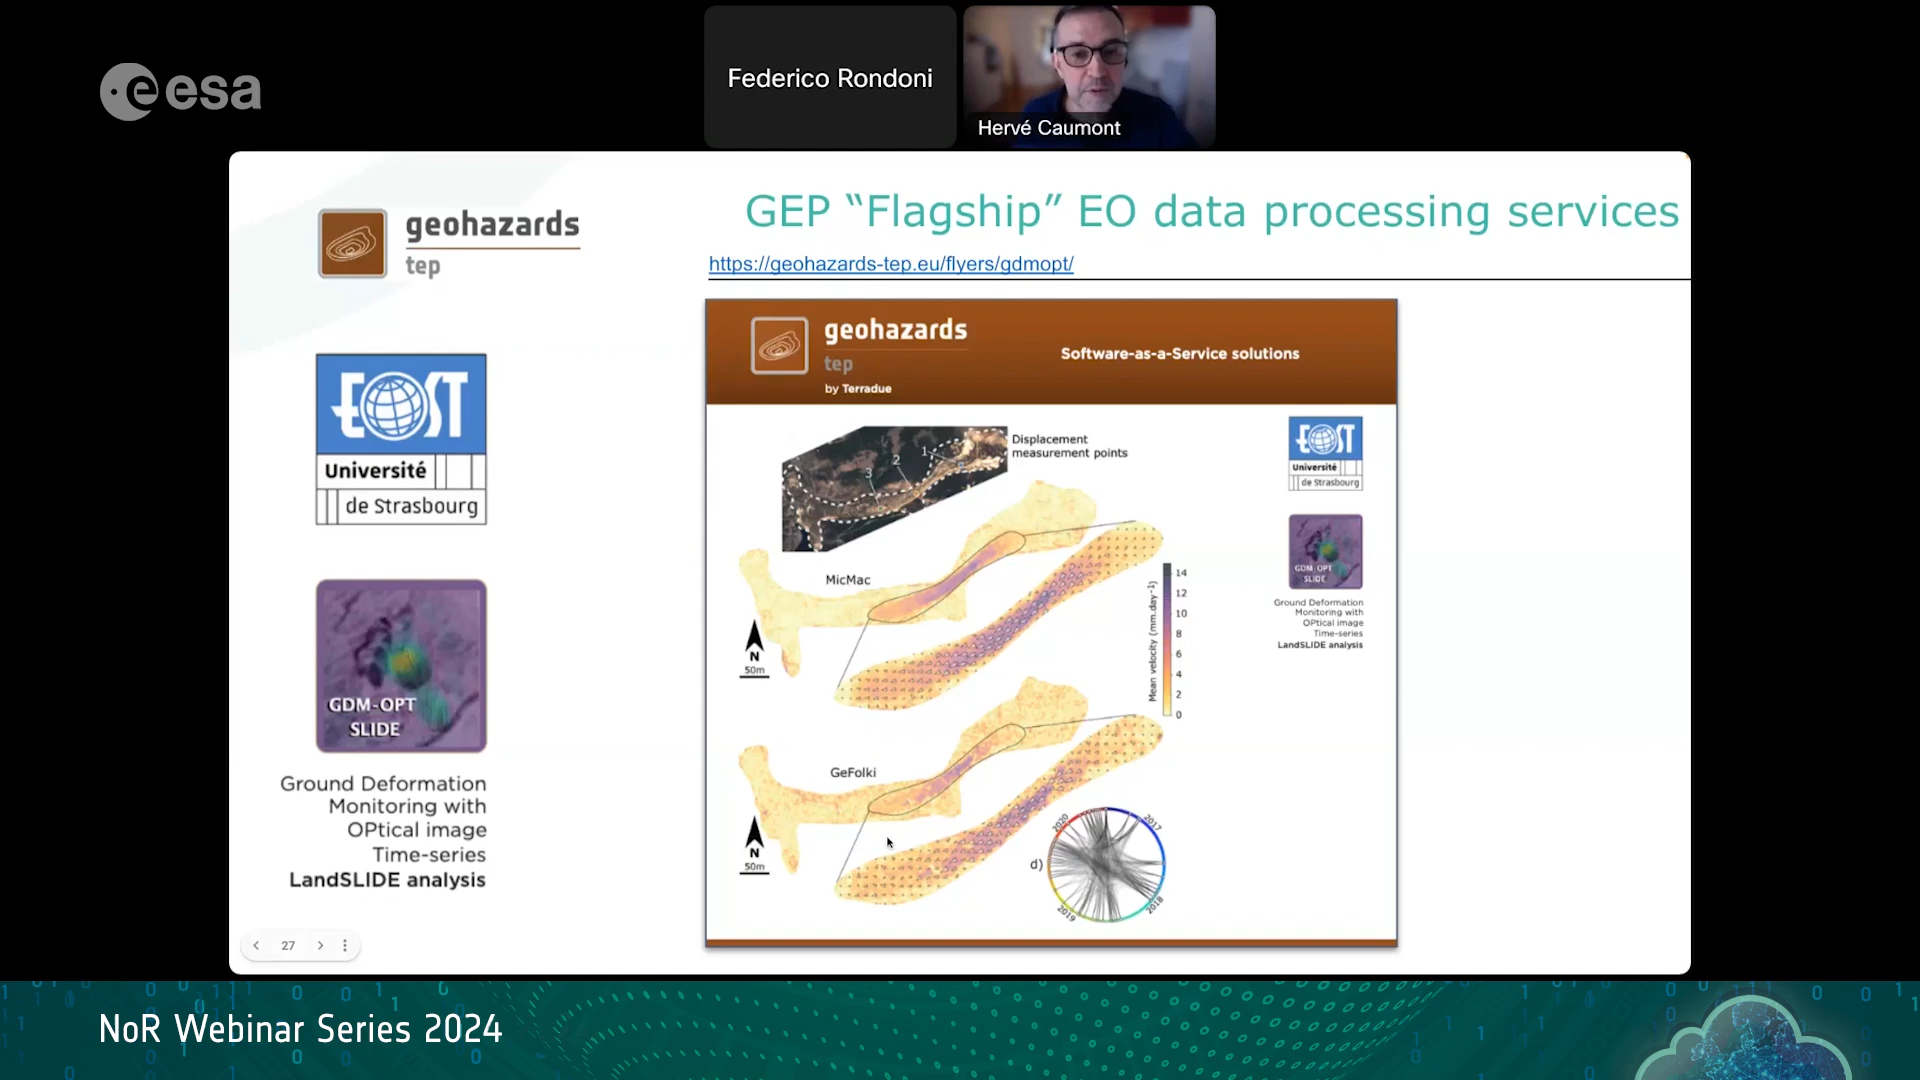 Federico Rondoni
Hervé Caumont
esa
geohazards
tep
GEP “Flagship” EO data processing services
https://geohazards-tep.eu/flyers/gdmopt/
EOST
Université
de Strasbourg
GDM-OPT
SLIDE
Ground Deformation
Monitoring with
OPtical image
Time-series
LandSLIDE analysis
27
geohazards
tep
by Terradue
Software-as-a-Service solutions
1
2
3
Displacement
measurement points
MicMac
N
50m
Mean velocity (mm.day-1)
14
12
10
8
6
4
2
0
GeFolki
N
50m
d)
2020
2017
2019
2018
EOST
Université
de Strasbourg
GDM-OPT
SLIDE
Ground Deformation
Monitoring with
OPtical image
Time-series
LandSLIDE analysis
NoR Webinar Series 2024